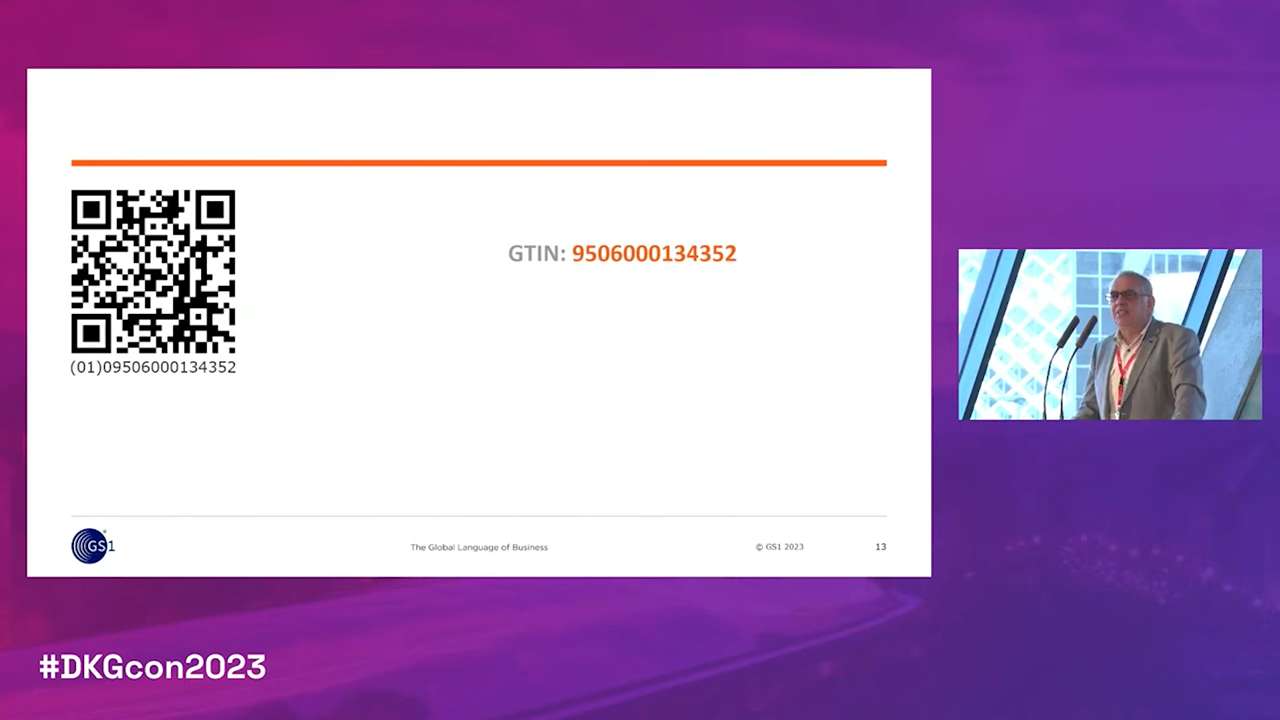 GTIN: 9506000134352
(01)09506000134352
GS1
The Global Language of Business
© GS1 2023
13
#DKGcon2023